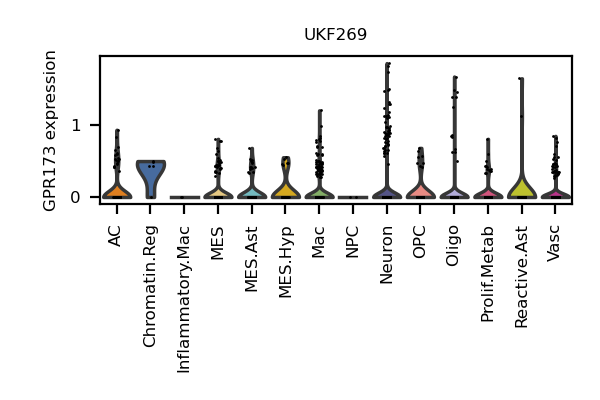 UKF269
GPR173 expression
1
0
AC
Chromatin.Reg
Inflammatory.Mac
MES
MES.Ast
MES.Hyp
Mac
NPC
Neuron
OPC
Oligo
Prolif.Metab
Reactive.Ast
Vasc